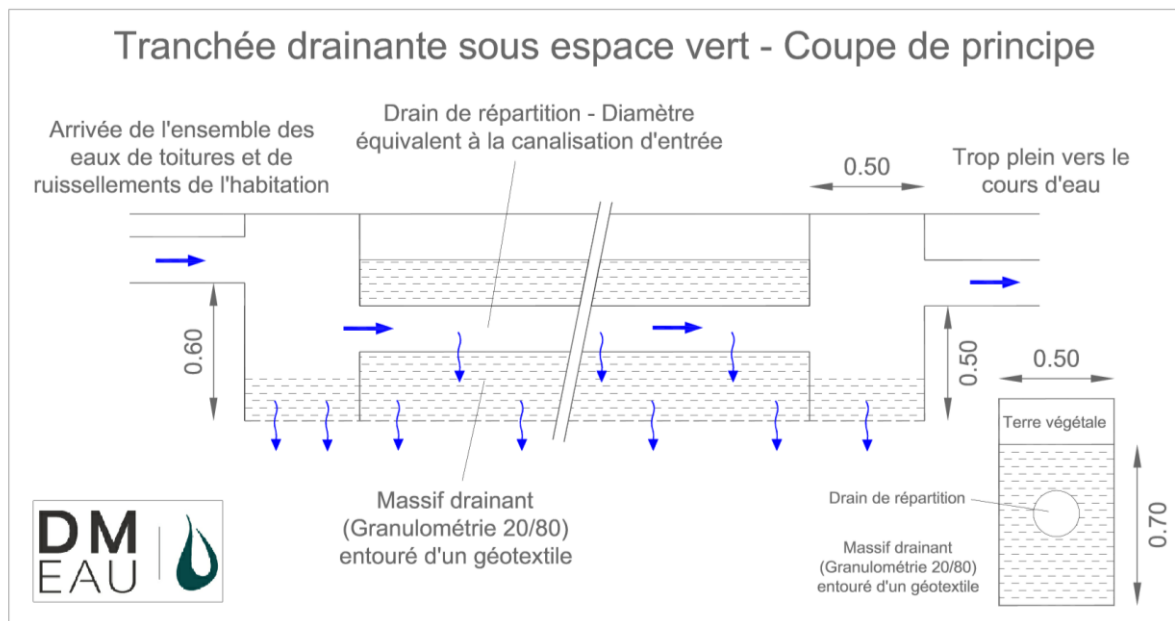 Tranchée drainante sous espace vert - Coupe de principe
Arrivée de l'ensemble des
eaux de toitures et de
ruissellements de l'habitation
Drain de répartition - Diamètre
équivalent à la canalisation d'entrée
0.50
Trop plein vers le
cours d'eau
0.60
0.50
0.50
Terre végétale
Drain de répartition
0.70
Massif drainant
(Granulométrie 20/80)
entouré d'un géotextile
Massif drainant
(Granulométrie 20/80)
entouré d'un géotextile
DM
EAU